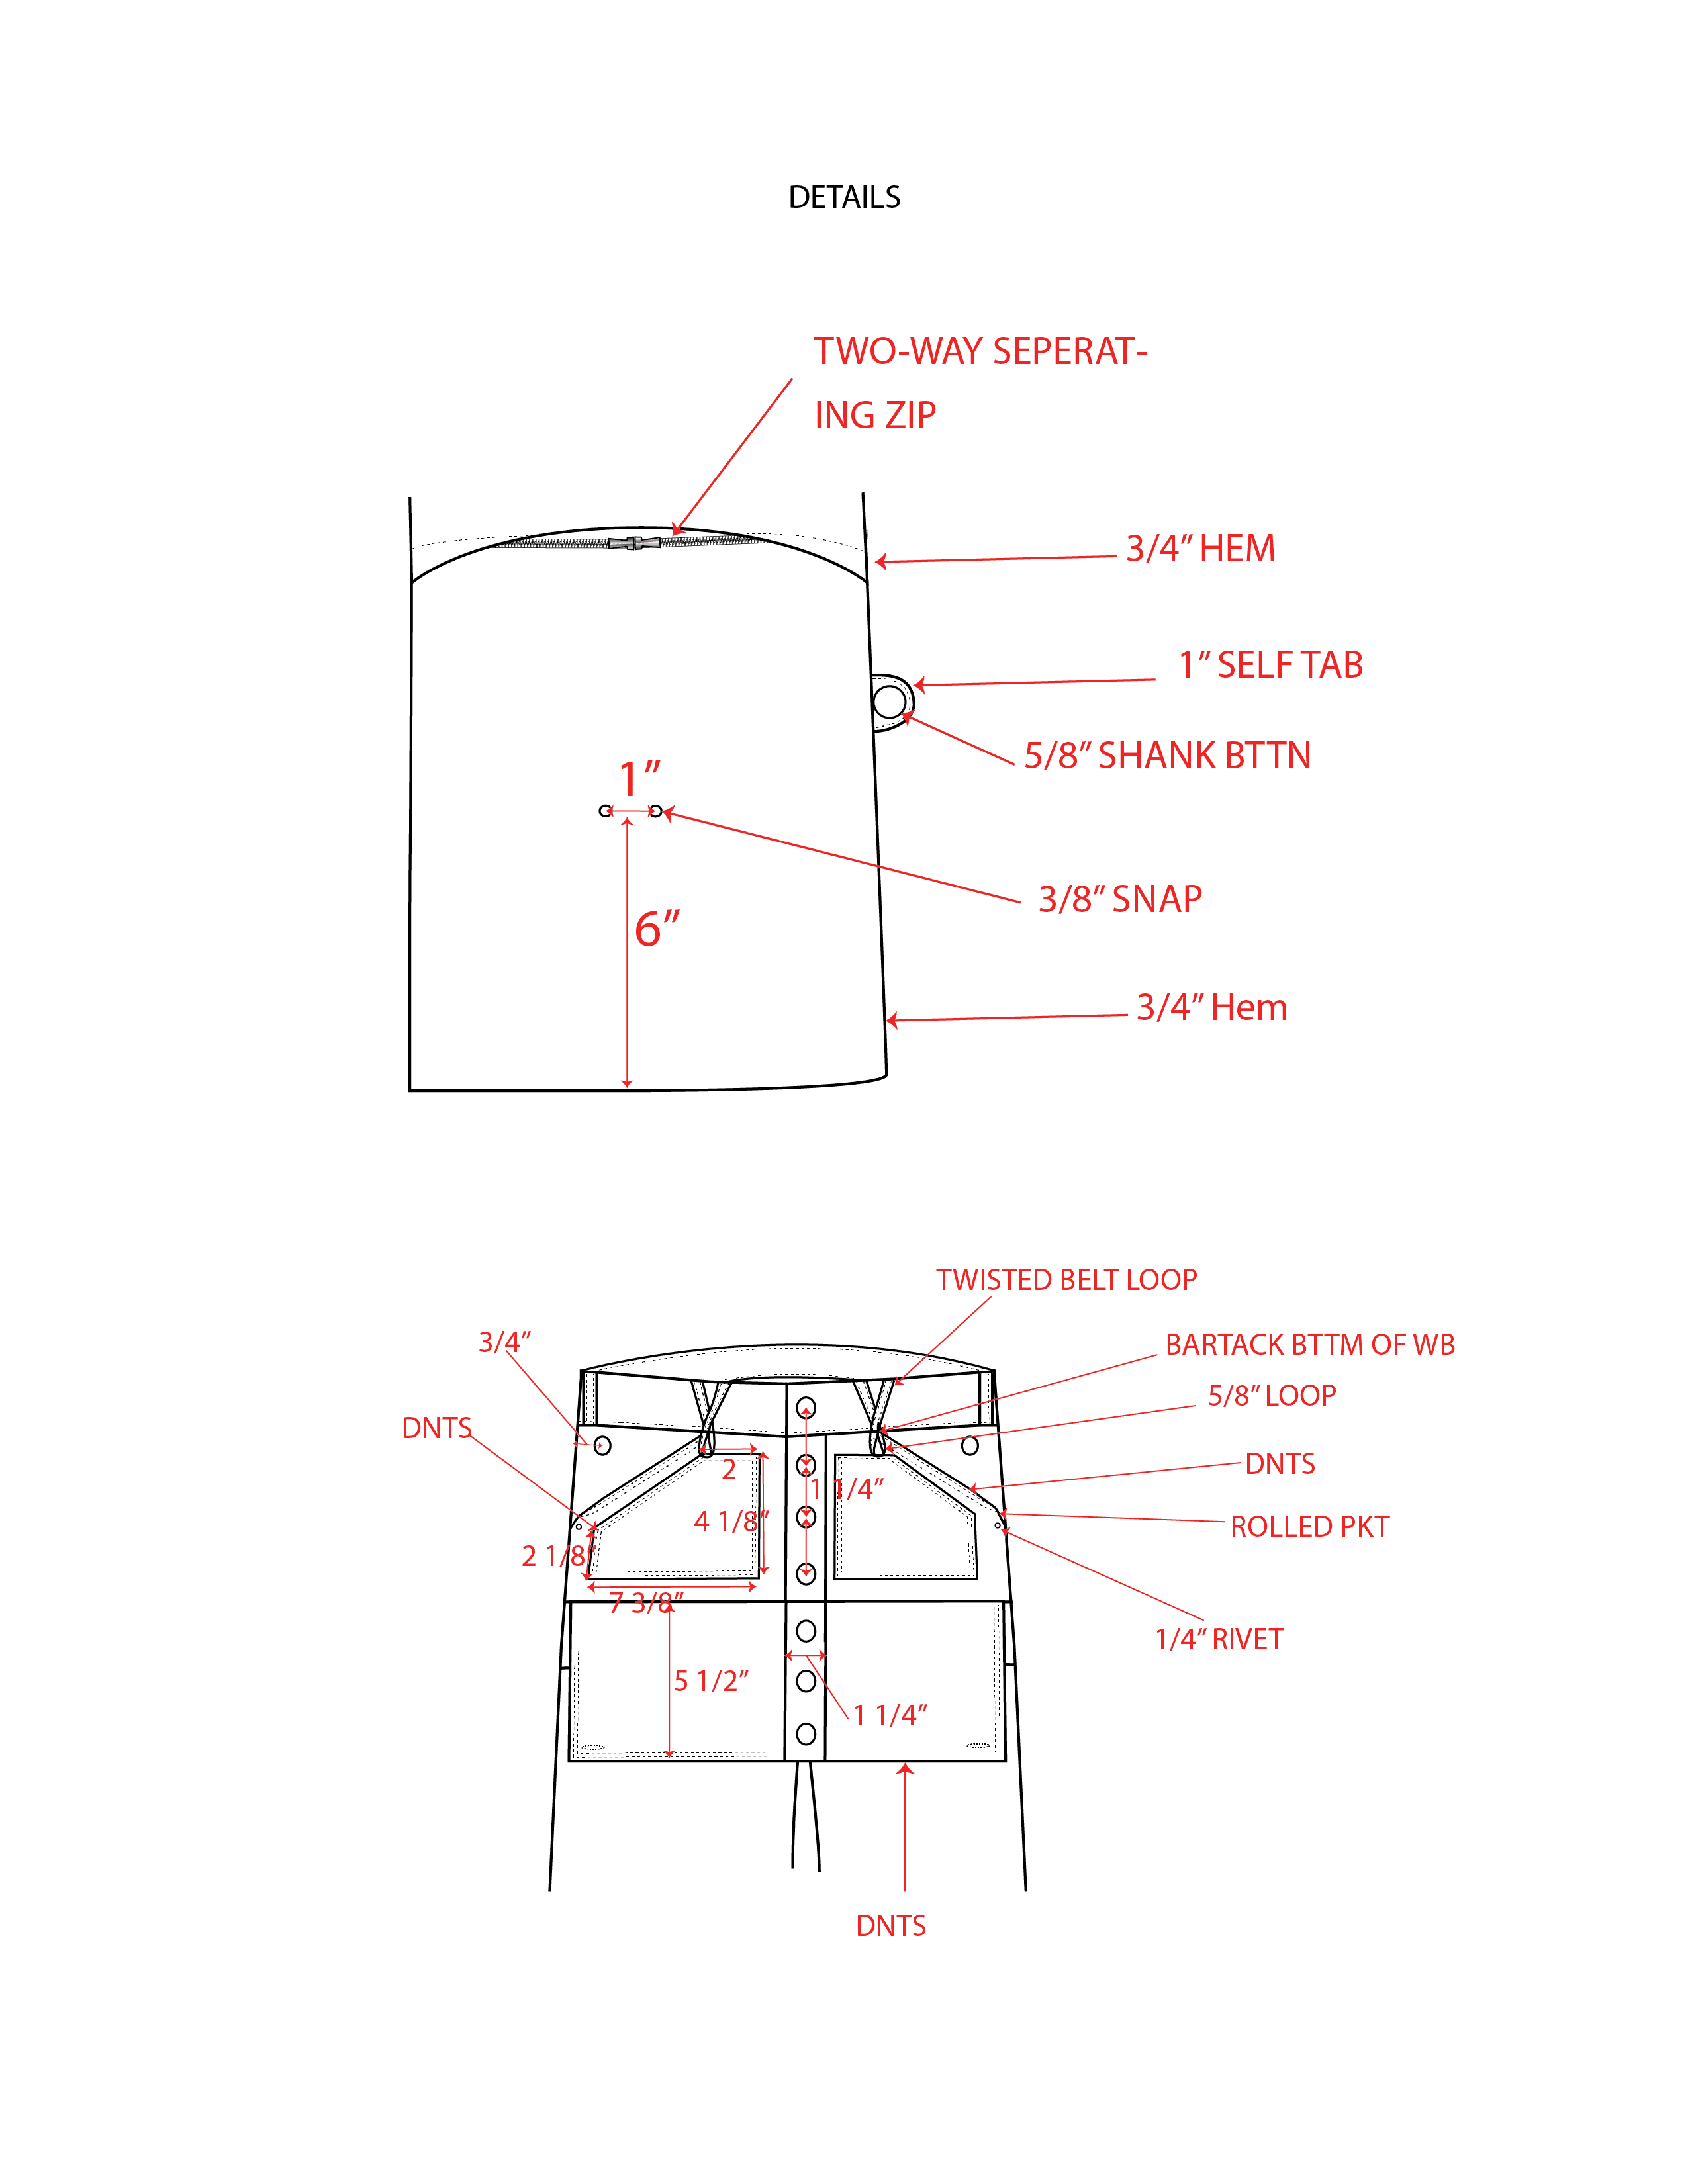 DETAILS
TWO-WAY SEPERAT-
ING ZIP
3/4” HEM
1” SELF TAB
5/8” SHANK BTTN
1”
3/8” SNAP
6”
3/4” Hem
TWISTED BELT LOOP
3/4”
BARTACK BTTM OF WB
5/8” LOOP
DNTS
DNTS
2
1 1/4”
4 1/8”
ROLLED PKT
2 1/8”
7 3/8”
1/4” RIVET
5 1/2”
1 1/4”
DNTS